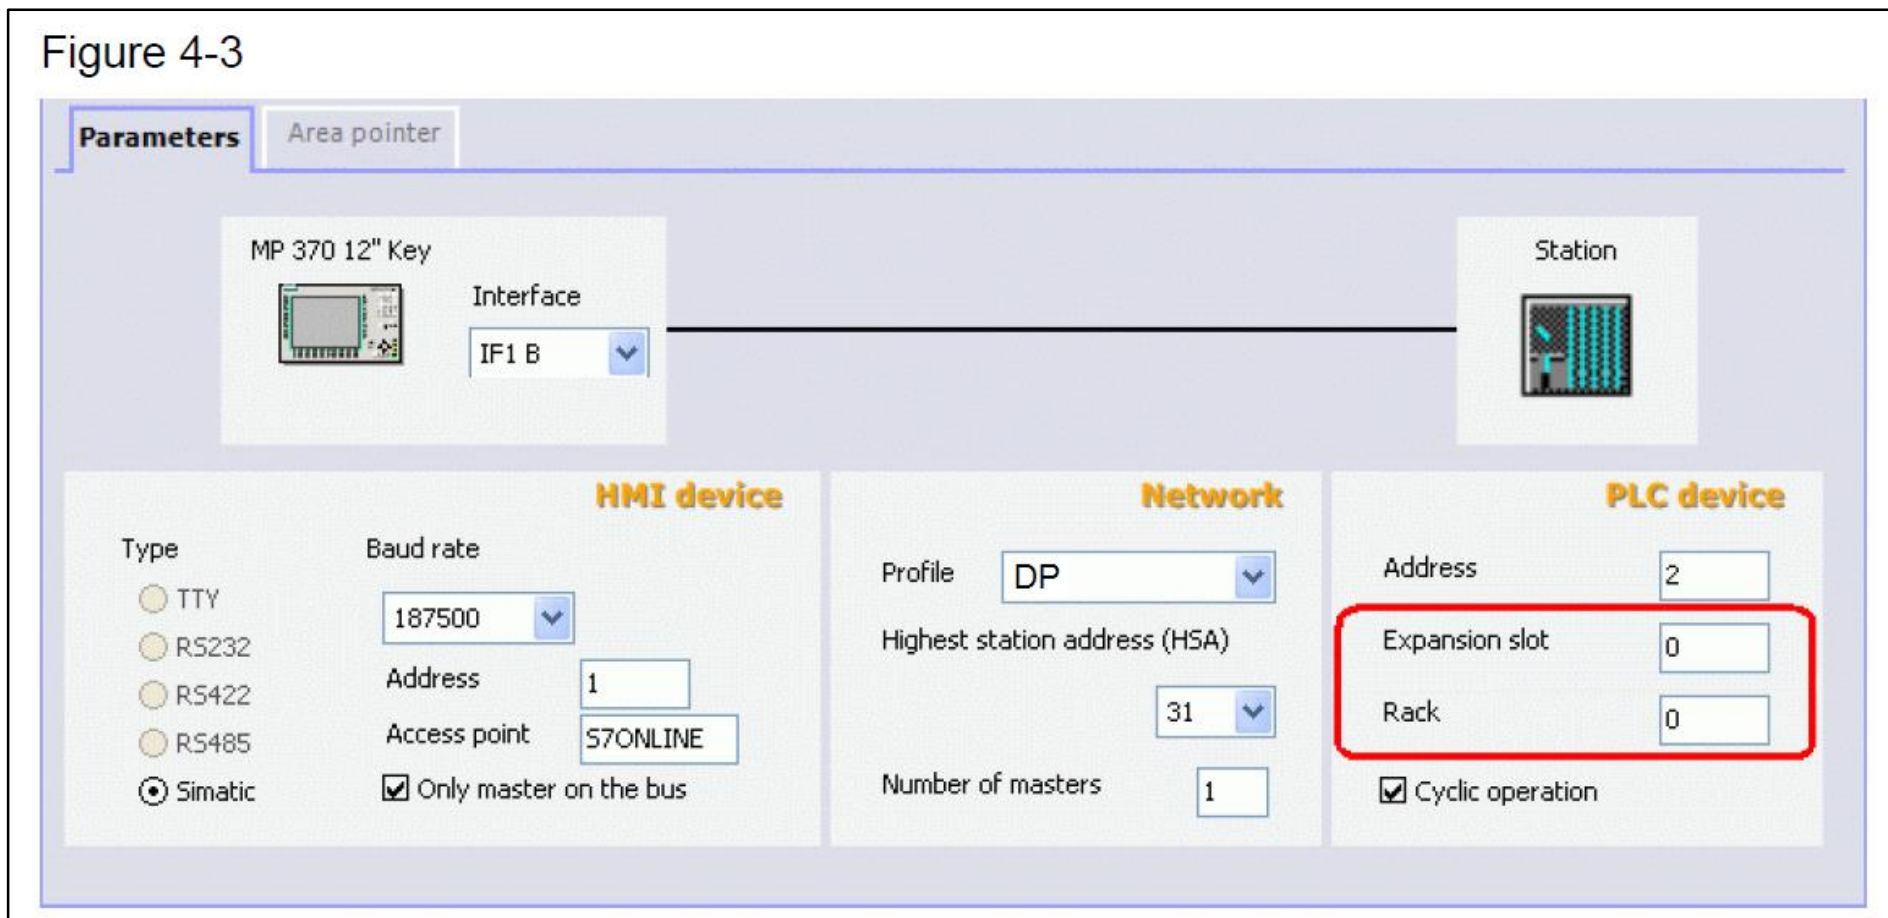 Figure 4-3
Parameters Area pointer
MP 370 12" Key
Interface
IF1 B
Station
HMI device
Type Baud rate
TTY
187500
RS232
Address 1
RS422
Access point S7ONLINE
RS485
Simatic
Only master on the bus
Network
Profile DP
Highest station address (HSA)
31
Number of masters 1
PLC device
Address 2
Expansion slot 0
Rack 0
Cyclic operation